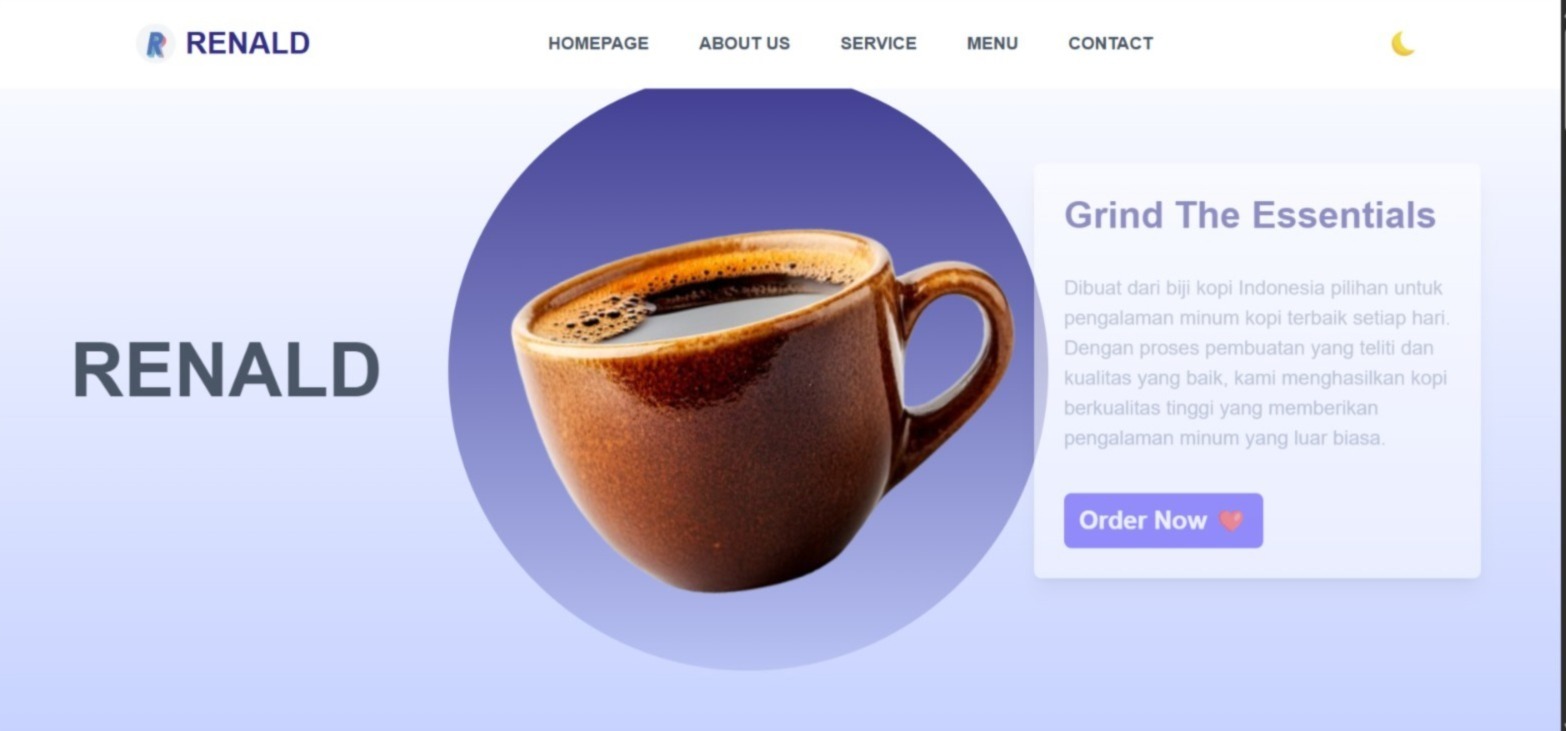 RENALD
HOMEPAGE
ABOUT US
SERVICE
MENU
CONTACT
RENALD
Grind The Essentials
Dibuat dari biji kopi Indonesia pilihan untuk
pengalaman minum kopi terbaik setiap hari.
Dengan proses pembuatan yang teliti dan
kualitas yang baik, kami menghasilkan kopi
berkualitas tinggi yang memberikan
pengalaman minum yang luar biasa.
Order Now